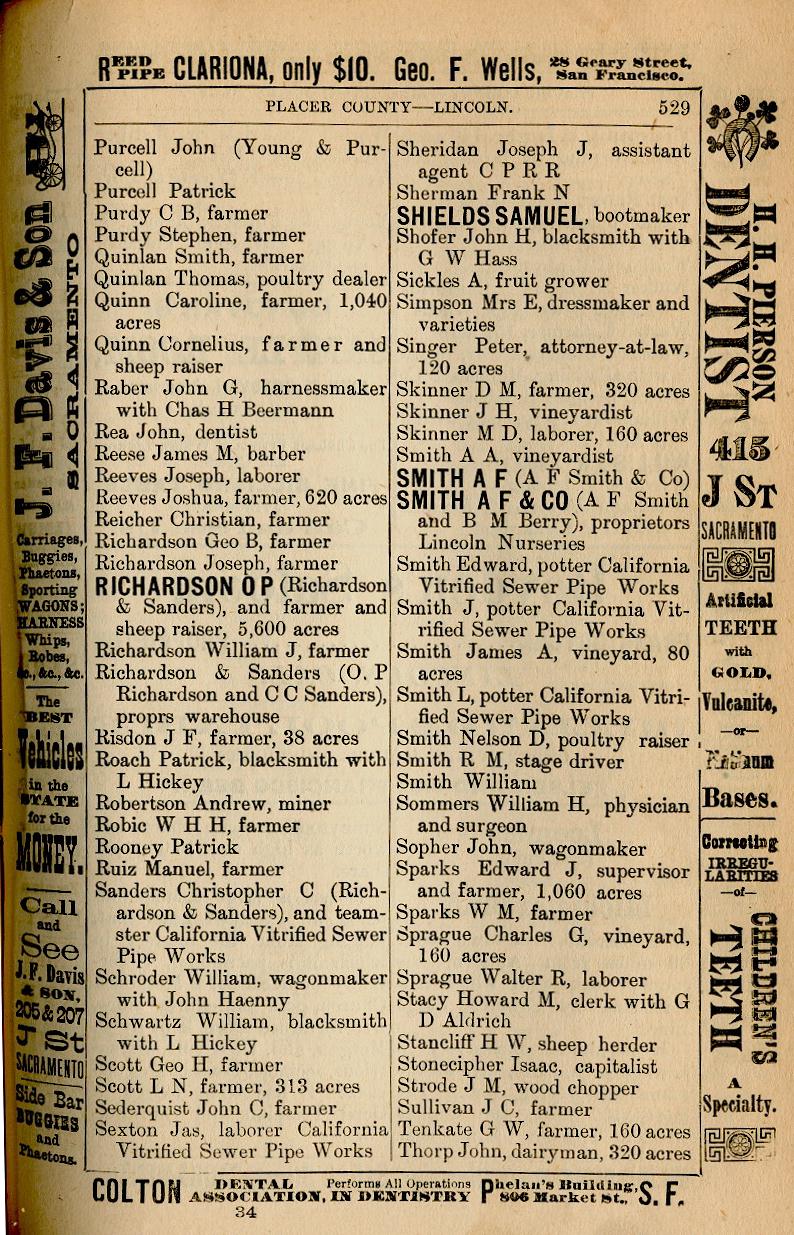 REED PIPE CLARIONA, only $10. Geo. F. Wells, 28 Geary Street, San Francisco.
PLACER COUNTY—LINCOLN. 529
Purcell John (Young & Pur-
cell)
Purcell Patrick
Purdy C B, farmer
Purdy Stephen, farmer
Quinlan Smith, farmer
Quinlan Thomas, poultry dealer
Quinn Caroline, farmer, 1,040
acres
Quinn Cornelius, farmer and
sheep raiser
Raber John G, harnessmaker
with Chas H Beermann
Rea John, dentist
Reese James M, barber
Reeves Joseph, laborer
Reeves Joshua, farmer, 620 acres
Reicher Christian, farmer
Richardson Geo B, farmer
Richardson Joseph, farmer
RICHARDSON O P (Richardson
& Sanders), and farmer and
sheep raiser, 5,600 acres
Richardson William J, farmer
Richardson & Sanders (O. P
Richardson and C C Sanders),
proprs warehouse
Risdon J F, farmer, 38 acres
Roach Patrick, blacksmith with
L Hickey
Robertson Andrew, miner
Robic W H H, farmer
Rooney Patrick
Ruiz Manuel, farmer
Sanders Christopher C (Rich-
ardson & Sanders), and team-
ster California Vitrified Sewer
Pipe Works
Schroder William, wagonmaker
with John Haenny
Schwartz William, blacksmith
with L Hickey
Scott Geo H, farmer
Scott L N, farmer, 313 acres
Sederquist John C, farmer
Sexton Jas, laborer California
Vitrified Sewer Pipe Works
Sheridan Joseph J, assistant
agent C P R R
Sherman Frank N
SHIELDS SAMUEL, bootmaker
Shofer John H, blacksmith with
G W Hass
Sickles A, fruit grower
Simpson Mrs E, dressmaker and
varieties
Singer Peter, attorney-at-law,
120 acres
Skinner D M, farmer, 320 acres
Skinner J H, vineyardist
Skinner M D, laborer, 160 acres
Smith A A, vineyardist
SMITH A F (A F Smith & Co)
SMITH A F & CO (A F Smith
and B M Berry), proprietors
Lincoln Nurseries
Smith Edward, potter California
Vitrified Sewer Pipe Works
Smith J, potter California Vit-
rified Sewer Pipe Works
Smith James A, vineyard, 80
acres
Smith L, potter California Vitri-
fied Sewer Pipe Works
Smith Nelson D, poultry raiser
Smith R M, stage driver
Smith William
Sommers William H, physician
and surgeon
Sopher John, wagonmaker
Sparks Edward J, supervisor
and farmer, 1,060 acres
Sparks W M, farmer
Sprague Charles G, vineyard,
160 acres
Sprague Walter R, laborer
Stacy Howard M, clerk with G
D Aldrich
Stancliff H W, sheep herder
Stonecipher Isaac, capitalist
Strode J M, wood chopper
Sullivan J C, farmer
Tenkate G W, farmer, 160 acres
Thorp John, dairyman, 320 acres
J. F. Davis & Son
SACRAMENTO
Carriages,
Buggies,
Phaetons,
Sporting
WAGONS;
HARNESS
Whips,
Robes,
&c., &c.
The
BEST
Vehicles
in the
STATE
for the
MONEY.
Call
and
See
J. F. Davis
& SON,
205 & 207
J St
SACRAMENTO
Side Bar
BUGGIES
and
Phaetons.
H. H. PIERSON
DENTIST
415
J ST
SACRAMENTO
Artificial
TEETH
with
GOLD,
Vulcanite,
—or—
Bases.
Correcting
IRREGU-
LARITIES
—of—
CHILDREN'S
TEETH
A
Specialty.
COLTON DENTAL ASSOCIATION, Performs All Operations IN DENTISTRY Phelan's Building, 806 Market St., S. F.
34